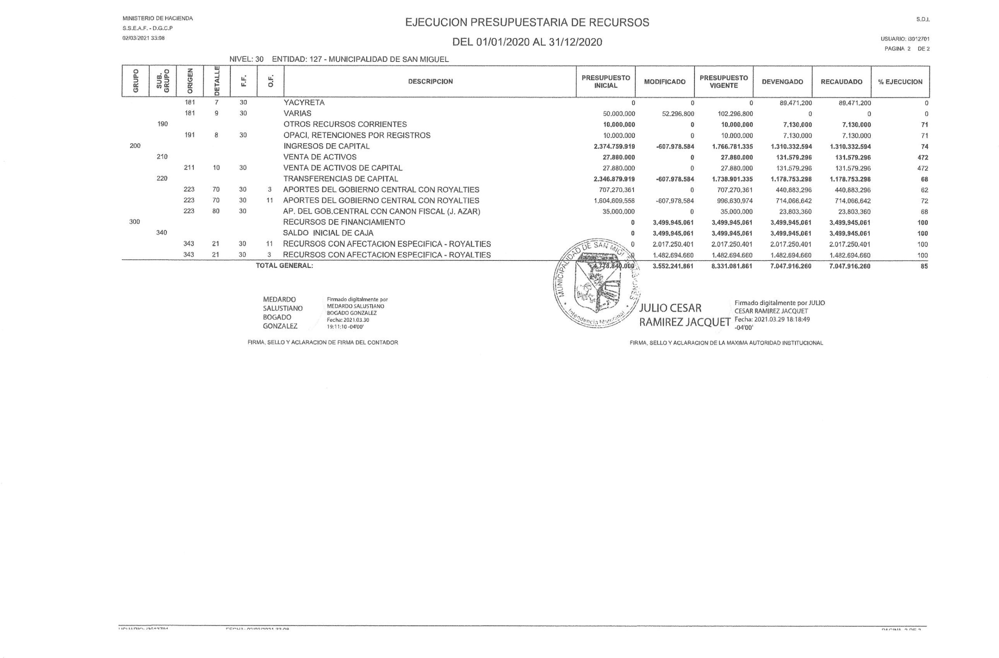 MINISTERIO DE HACIENDA
S.S.E.A.F. - D.G.C.P
02/03/2021 33:08
EJECUCION PRESUPUESTARIA DE RECURSOS
DEL 01/01/2020 AL 31/12/2020
S.D.I.
USUARIO: i3012701
PAGINA 2 DE 2
NIVEL: 30 ENTIDAD: 127 - MUNICIPALIDAD DE SAN MIGUEL
GRUPO SUB. GRUPO ORIGEN DETALLE F.F. O.F. DESCRIPCION PRESUPUESTO INICIAL MODIFICADO PRESUPUESTO VIGENTE DEVENGADO RECAUDADO % EJECUCION
181 7 30 YACYRETA 0 0 0 89.471.200 89.471.200 0
181 9 30 VARIAS 50.000.000 52.296.800 102.296.800 0 0 0
190 OTROS RECURSOS CORRIENTES 10.000.000 0 10.000.000 7.130.000 7.130.000 71
191 8 30 OPACI, RETENCIONES POR REGISTROS 10.000.000 0 10.000.000 7.130.000 7.130.000 71
200 INGRESOS DE CAPITAL 2.374.759.919 -607.978.584 1.766.781.335 1.310.332.594 1.310.332.594 74
210 VENTA DE ACTIVOS 27.880.000 0 27.880.000 131.579.296 131.579.296 472
211 10 30 VENTA DE ACTIVOS DE CAPITAL 27.880.000 0 27.880.000 131.579.296 131.579.296 472
220 TRANSFERENCIAS DE CAPITAL 2.346.879.919 -607.978.584 1.738.901.335 1.178.753.298 1.178.753.298 68
223 70 30 3 APORTES DEL GOBIERNO CENTRAL CON ROYALTIES 707.270.361 0 707.270.361 440.883.296 440.883.296 62
223 70 30 11 APORTES DEL GOBIERNO CENTRAL CON ROYALTIES 1.604.609.558 -607.978.584 996.630.974 714.066.642 714.066.642 72
223 80 30 AP. DEL GOB.CENTRAL CON CANON FISCAL (J. AZAR) 35.000.000 0 35.000.000 23.803.360 23.803.360 68
300 RECURSOS DE FINANCIAMIENTO 0 3.499.945.061 3.499.945.061 3.499.945.061 3.499.945.061 100
340 SALDO INICIAL DE CAJA 0 3.499.945.061 3.499.945.061 3.499.945.061 3.499.945.061 100
343 21 30 11 RECURSOS CON AFECTACION ESPECIFICA - ROYALTIES 0 2.017.250.401 2.017.250.401 2.017.250.401 2.017.250.401 100
343 21 30 3 RECURSOS CON AFECTACION ESPECIFICA - ROYALTIES 0 1.482.694.660 1.482.694.660 1.482.694.660 1.482.694.660 100
TOTAL GENERAL: 4.778.840.000 3.552.241.861 8.331.081.861 7.047.916.260 7.047.916.260 85
MUNICIPALIDAD DE SAN
Intendencia Municipal
MEDARDO
SALUSTIANO
BOGADO
GONZALEZ
Firmado digitalmente por
MEDARDO SALUSTIANO
BOGADO GONZALEZ
Fecha: 2021.03.30
19:11:10 -04'00'
JULIO CESAR
RAMIREZ JACQUET
Firmado digitalmente por JULIO
CESAR RAMIREZ JACQUET
Fecha: 2021.03.29 18:18:49
-04'00'
FIRMA, SELLO Y ACLARACION DE FIRMA DEL CONTADOR
FIRMA, SELLO Y ACLARACION DE LA MAXIMA AUTORIDAD INSTITUCIONAL